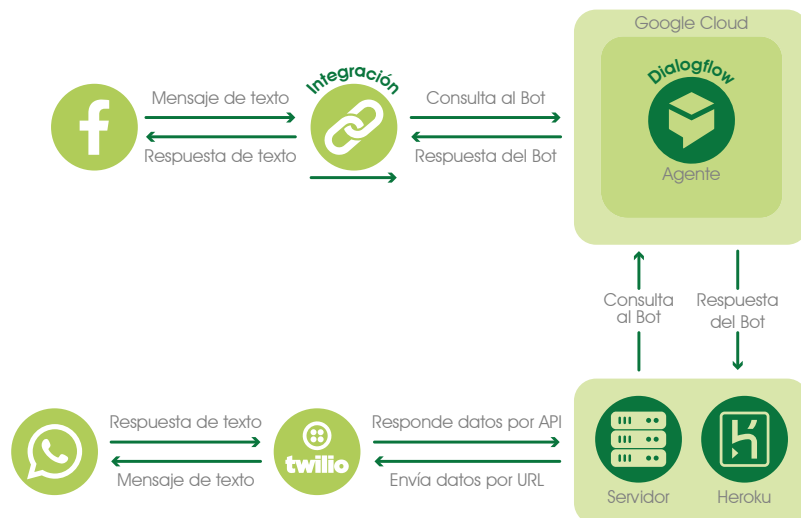 Google Cloud
Integración
Dialogflow
Mensaje de texto
Consulta al Bot
Respuesta de texto
Respuesta del Bot
Agente
Consulta
al Bot
Respuesta
del Bot
Respuesta de texto
Responde datos por API
twilio
Mensaje de texto
Envía datos por URL
Servidor
Heroku